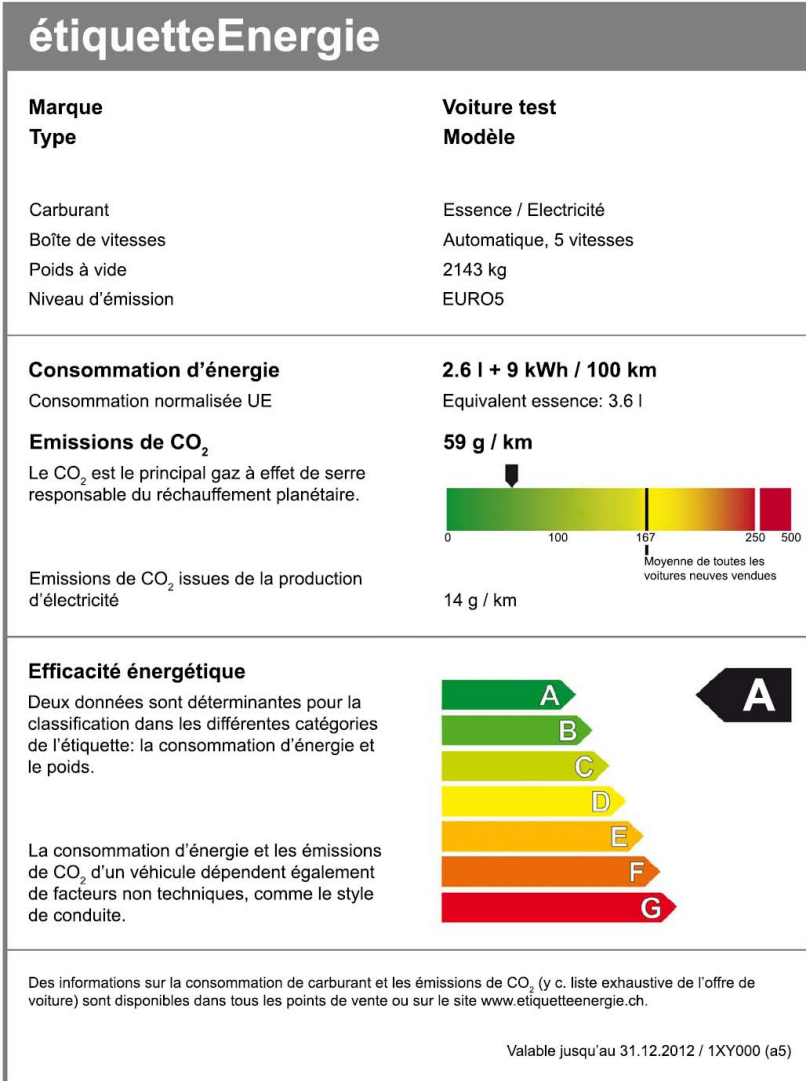 étiquetteEnergie
Marque Voiture test
Type Modèle
Carburant Essence / Electricité
Boîte de vitesses Automatique, 5 vitesses
Poids à vide 2143 kg
Niveau d’émission EURO5
Consommation d’énergie 2.6 l + 9 kWh / 100 km
Consommation normalisée UE Equivalent essence: 3.6 l
Emissions de CO₂ 59 g / km
Le CO₂ est le principal gaz à effet de serre
responsable du réchauffement planétaire.
0 100 167 250 500
Moyenne de toutes les
voitures neuves vendues
Emissions de CO₂ issues de la production
d’électricité 14 g / km
Efficacité énergétique
Deux données sont déterminantes pour la
classification dans les différentes catégories
de l’étiquette: la consommation d’énergie et
le poids.
La consommation d’énergie et les émissions
de CO₂ d’un véhicule dépendent également
de facteurs non techniques, comme le style
de conduite.
A A
B
C
D
E
F
G
Des informations sur la consommation de carburant et les émissions de CO₂ (y c. liste exhaustive de l’offre de
voiture) sont disponibles dans tous les points de vente ou sur le site www.etiquetteenergie.ch.
Valable jusqu’au 31.12.2012 / 1XY000 (a5)